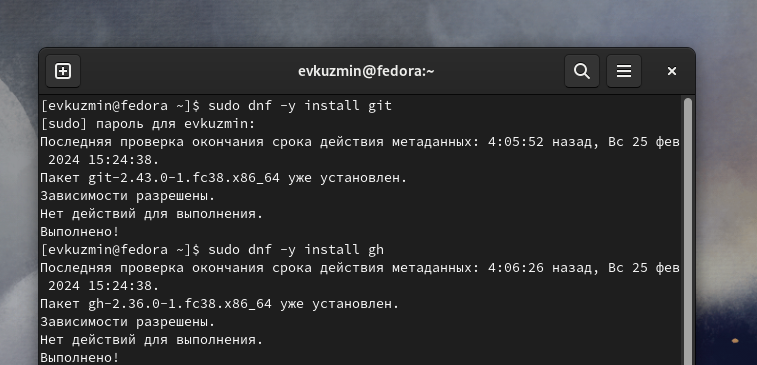 evkuzmin@fedora:~
[evkuzmin@fedora ~]$ sudo dnf -y install git
[sudo] пароль для evkuzmin:
Последняя проверка окончания срока действия метаданных: 4:05:52 назад, Вс 25 фев
2024 15:24:38.
Пакет git-2.43.0-1.fc38.x86_64 уже установлен.
Зависимости разрешены.
Нет действий для выполнения.
Выполнено!
[evkuzmin@fedora ~]$ sudo dnf -y install gh
Последняя проверка окончания срока действия метаданных: 4:06:26 назад, Вс 25 фев
2024 15:24:38.
Пакет gh-2.36.0-1.fc38.x86_64 уже установлен.
Зависимости разрешены.
Нет действий для выполнения.
Выполнено!